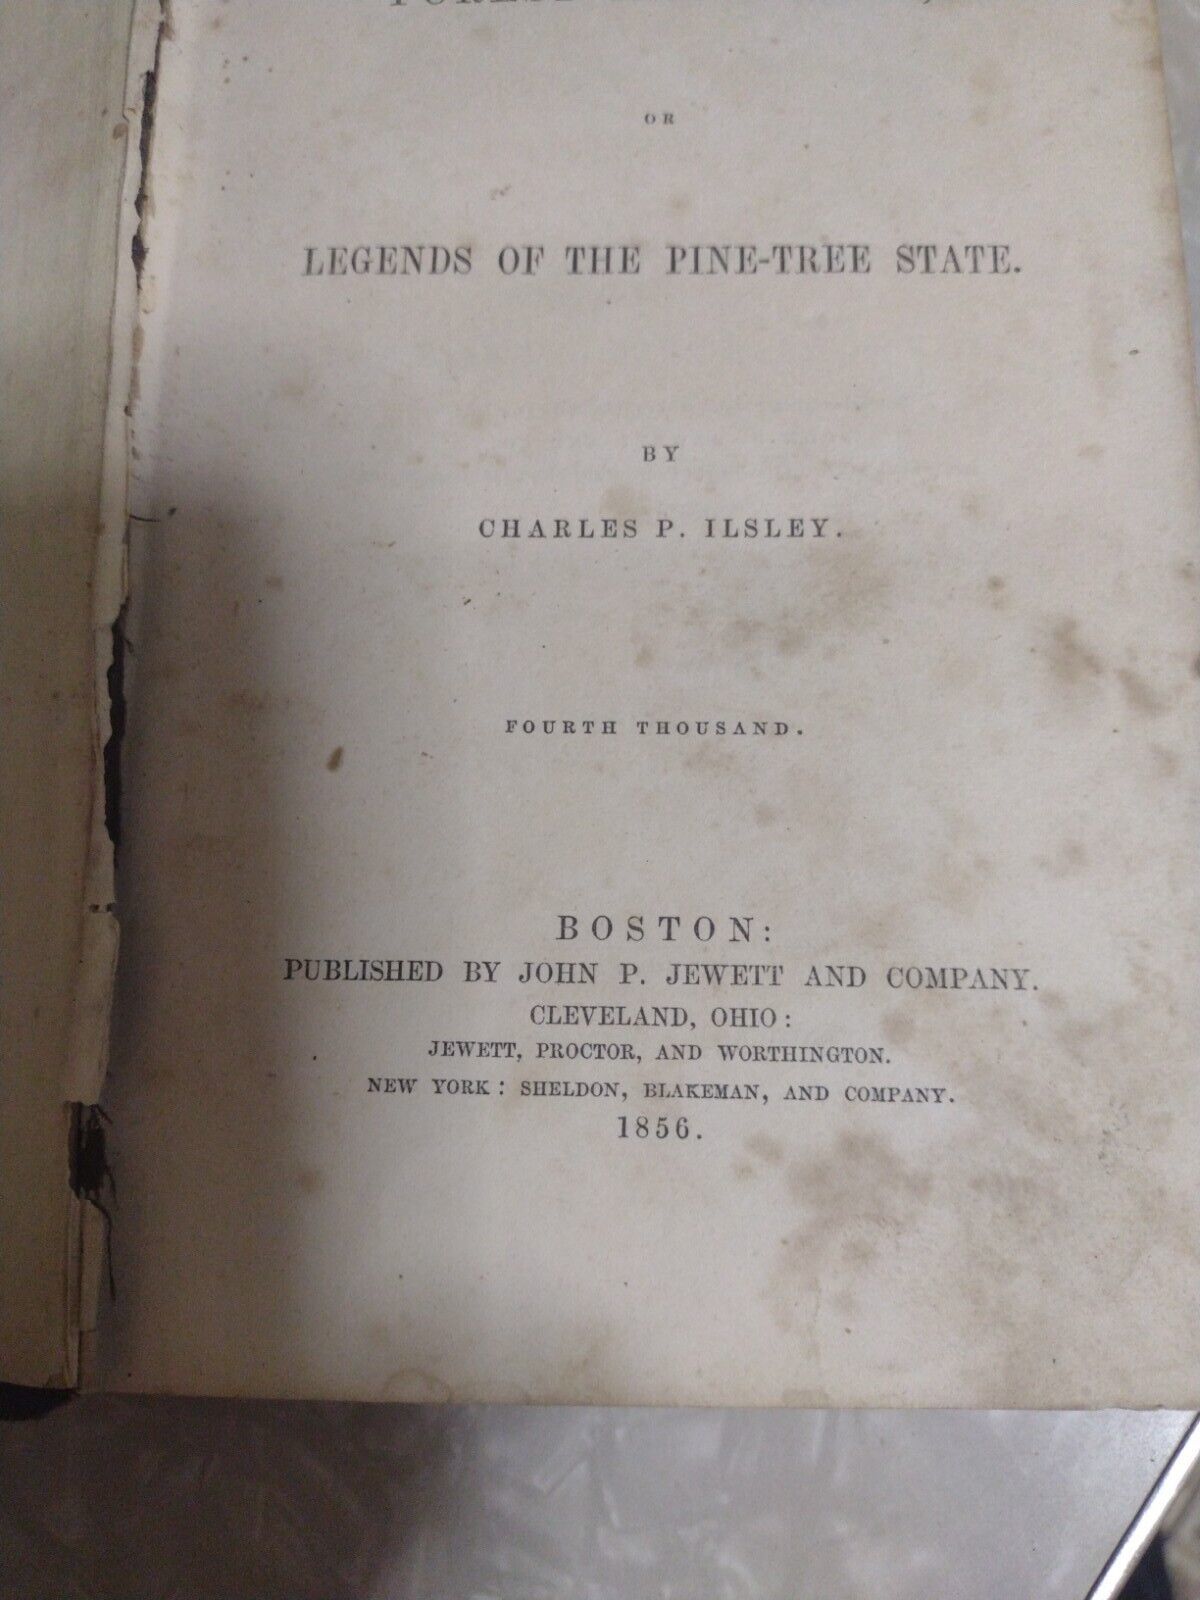 OR
LEGENDS OF THE PINE-TREE STATE.
BY
CHARLES P. ILSLEY.
FOURTH THOUSAND.
BOSTON:
PUBLISHED BY JOHN P. JEWETT AND COMPANY.
CLEVELAND, OHIO:
JEWETT, PROCTOR, AND WORTHINGTON.
NEW YORK: SHELDON, BLAKEMAN, AND COMPANY.
1856.